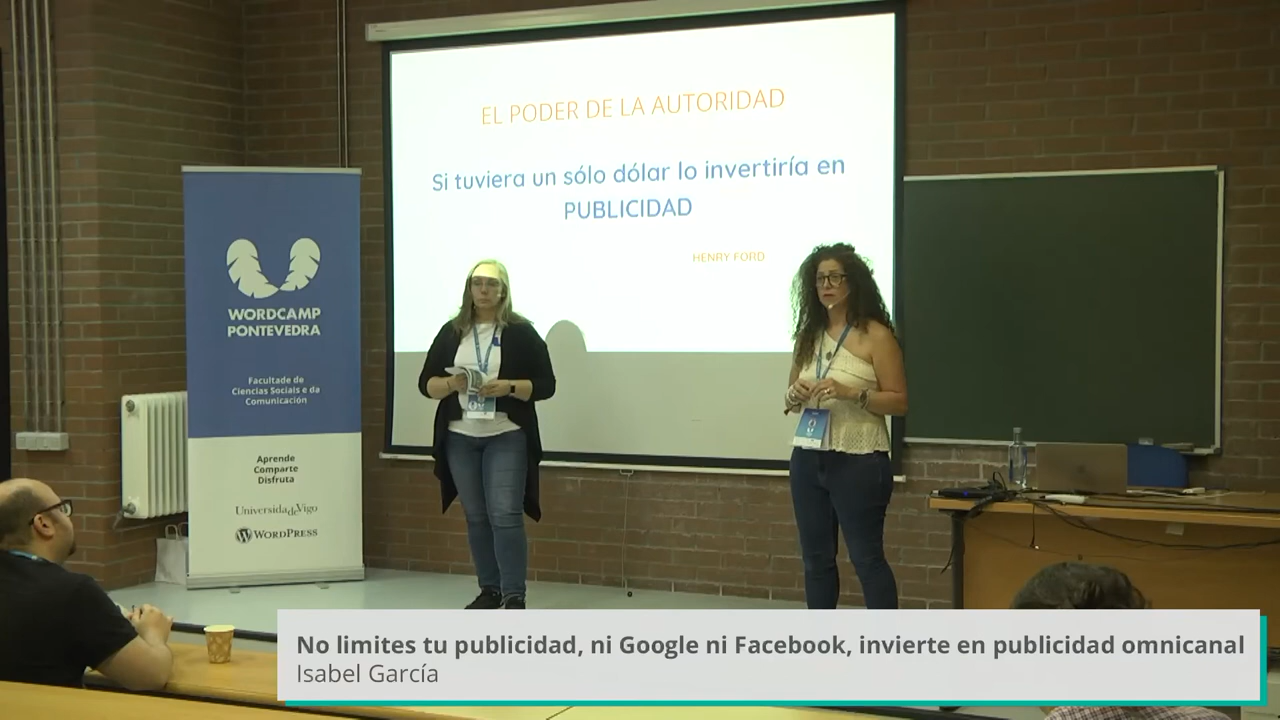 EL PODER DE LA AUTORIDAD
Si tuviera un sólo dólar lo invertiría en
PUBLICIDAD
HENRY FORD
WORDCAMP
PONTEVEDRA
Facultade de
Ciencias Sociais e da
Comunicación
Aprende
Comparte
Disfruta
UniversidadeVigo
WORDPRESS
No limites tu publicidad, ni Google ni Facebook, invierte en publicidad omnicanal
Isabel García